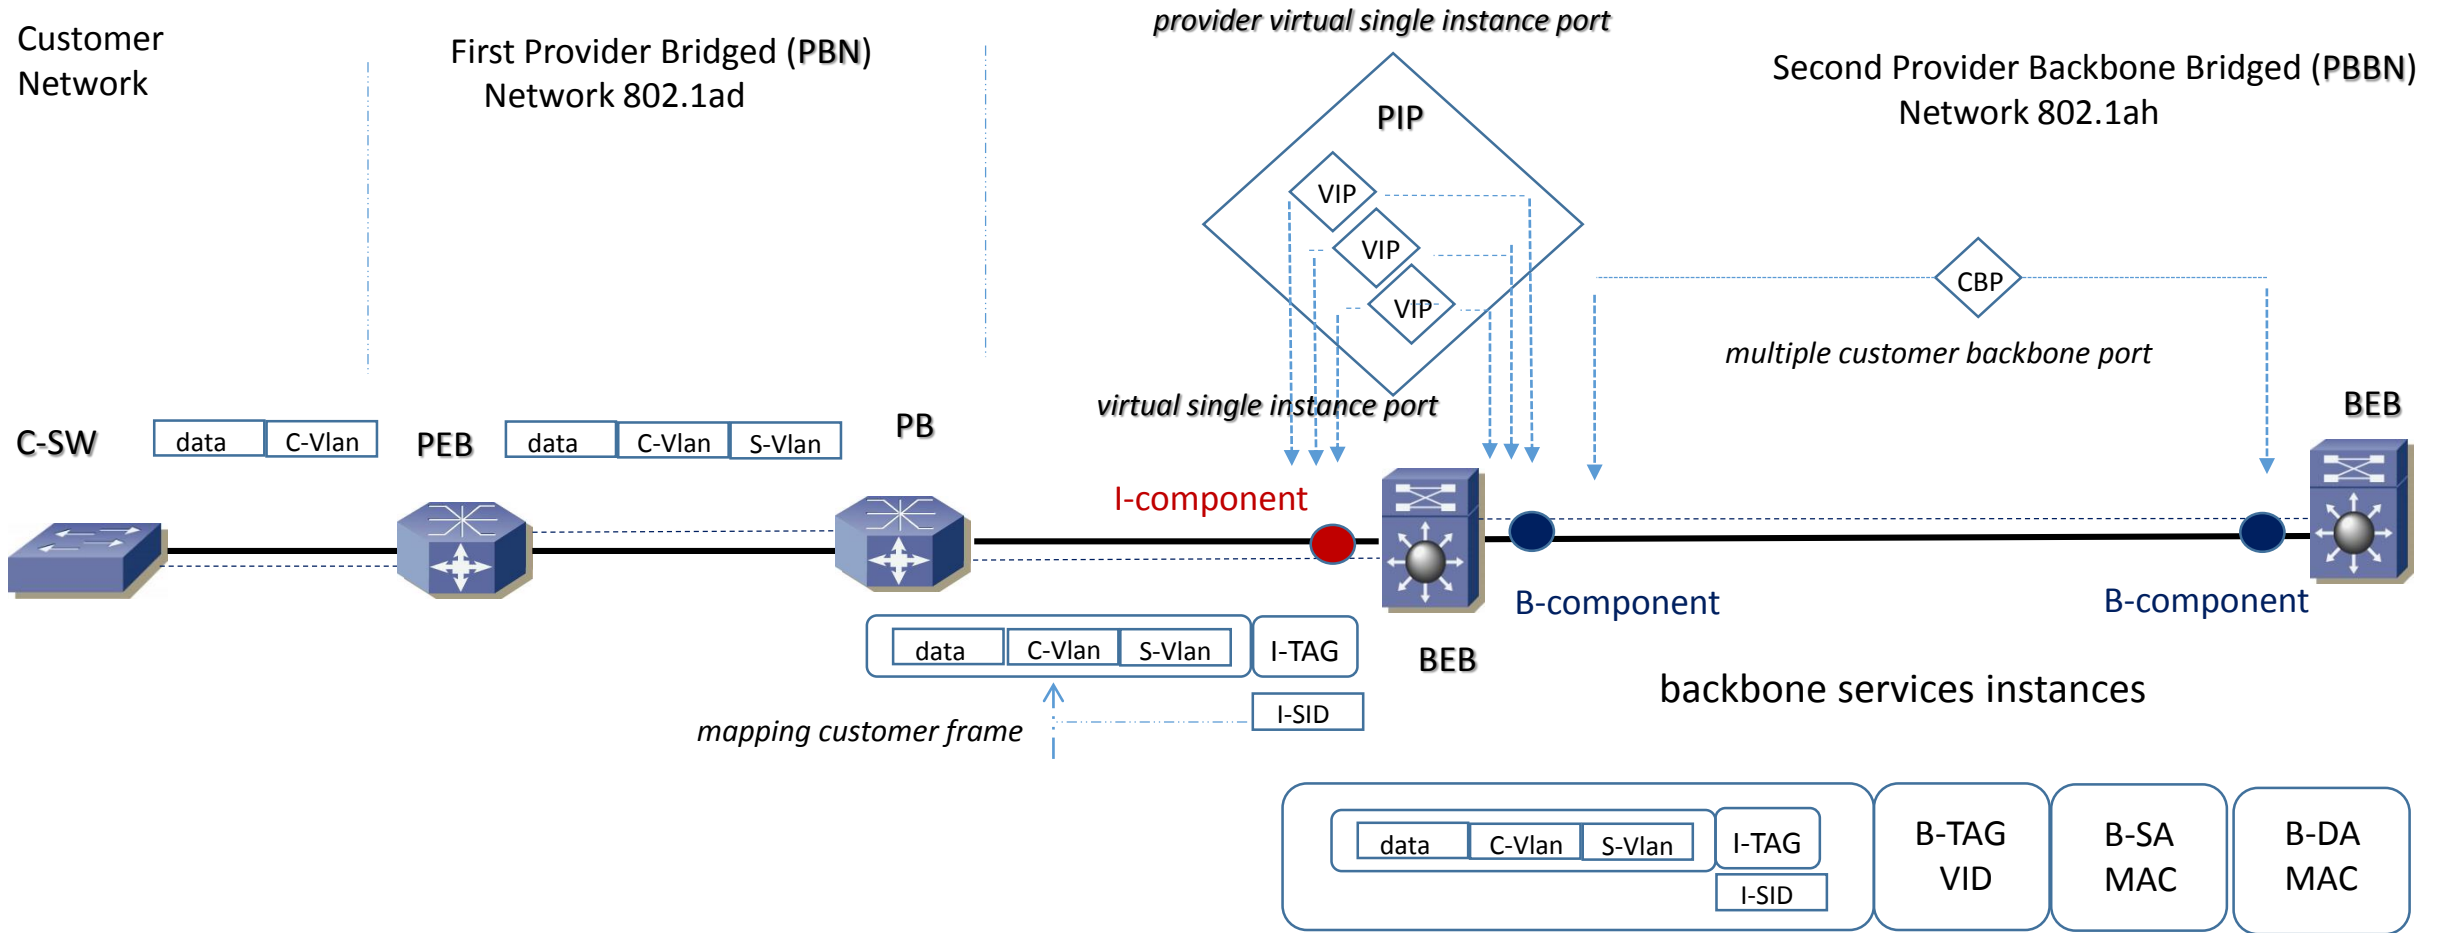 provider virtual single instance port
Customer
Network
First Provider Bridged (PBN)
Network 802.1ad
Second Provider Backbone Bridged (PBBN)
Network 802.1ah
PIP
VIP
VIP
VIP
CBP
multiple customer backbone port
virtual single instance port
BEB
C-SW
data
C-Vlan
PEB
data
C-Vlan
S-Vlan
PB
I-component
B-component
B-component
data
C-Vlan
S-Vlan
I-TAG
BEB
I-SID
mapping customer frame
backbone services instances
data
C-Vlan
S-Vlan
I-TAG
I-SID
B-TAG
VID
B-SA
MAC
B-DA
MAC